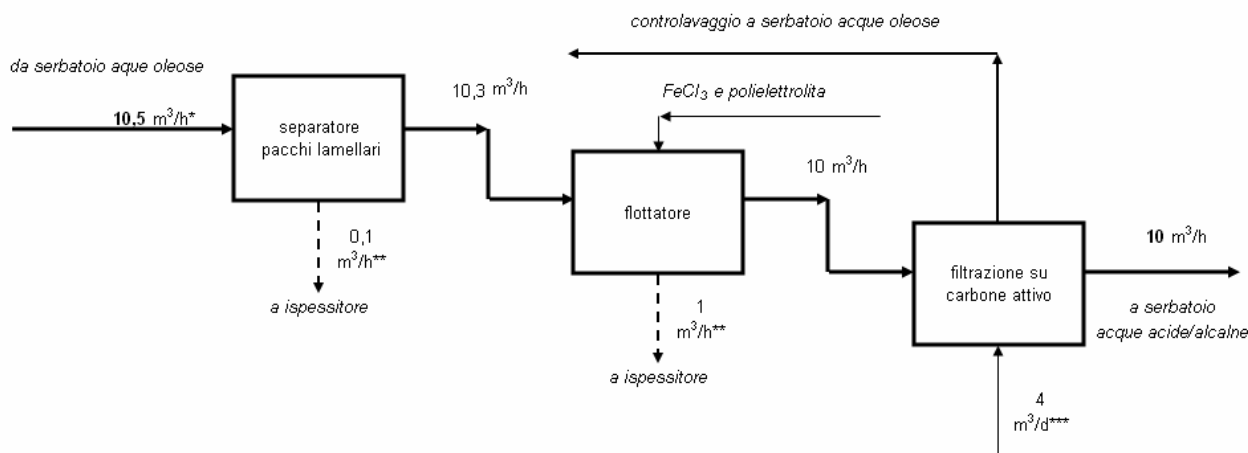 controlavaggio a serbatoio acque oleose
da serbatoio aque oleose
10,5 m³/h*
separatore
pacchi lamellari
10,3 m³/h
FeCl₃ e polielettrolita
0,1
m³/h**
a ispessitore
flottatore
10 m³/h
1
m³/h**
a ispessitore
filtrazione su
carbone attivo
10 m³/h
a serbatoio
acque acide/alcalne
4
m³/d***